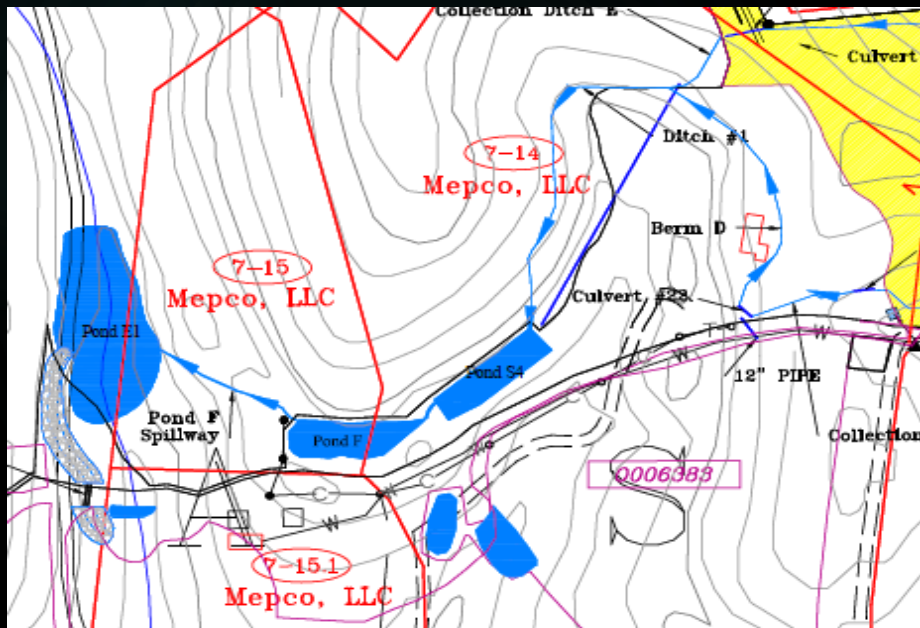 Collection Ditch E
Culvert
Ditch #1
7-14
Mepco, LLC
Berm D
7-15
Mepco, LLC
Culvert #22
Pond E1
T
W
W
12" PIPE
Pond S4
C
Pond F
Spillway
Pond F
Collection
C
0006383
S
C
W
7-15.1
Mepco, LLC